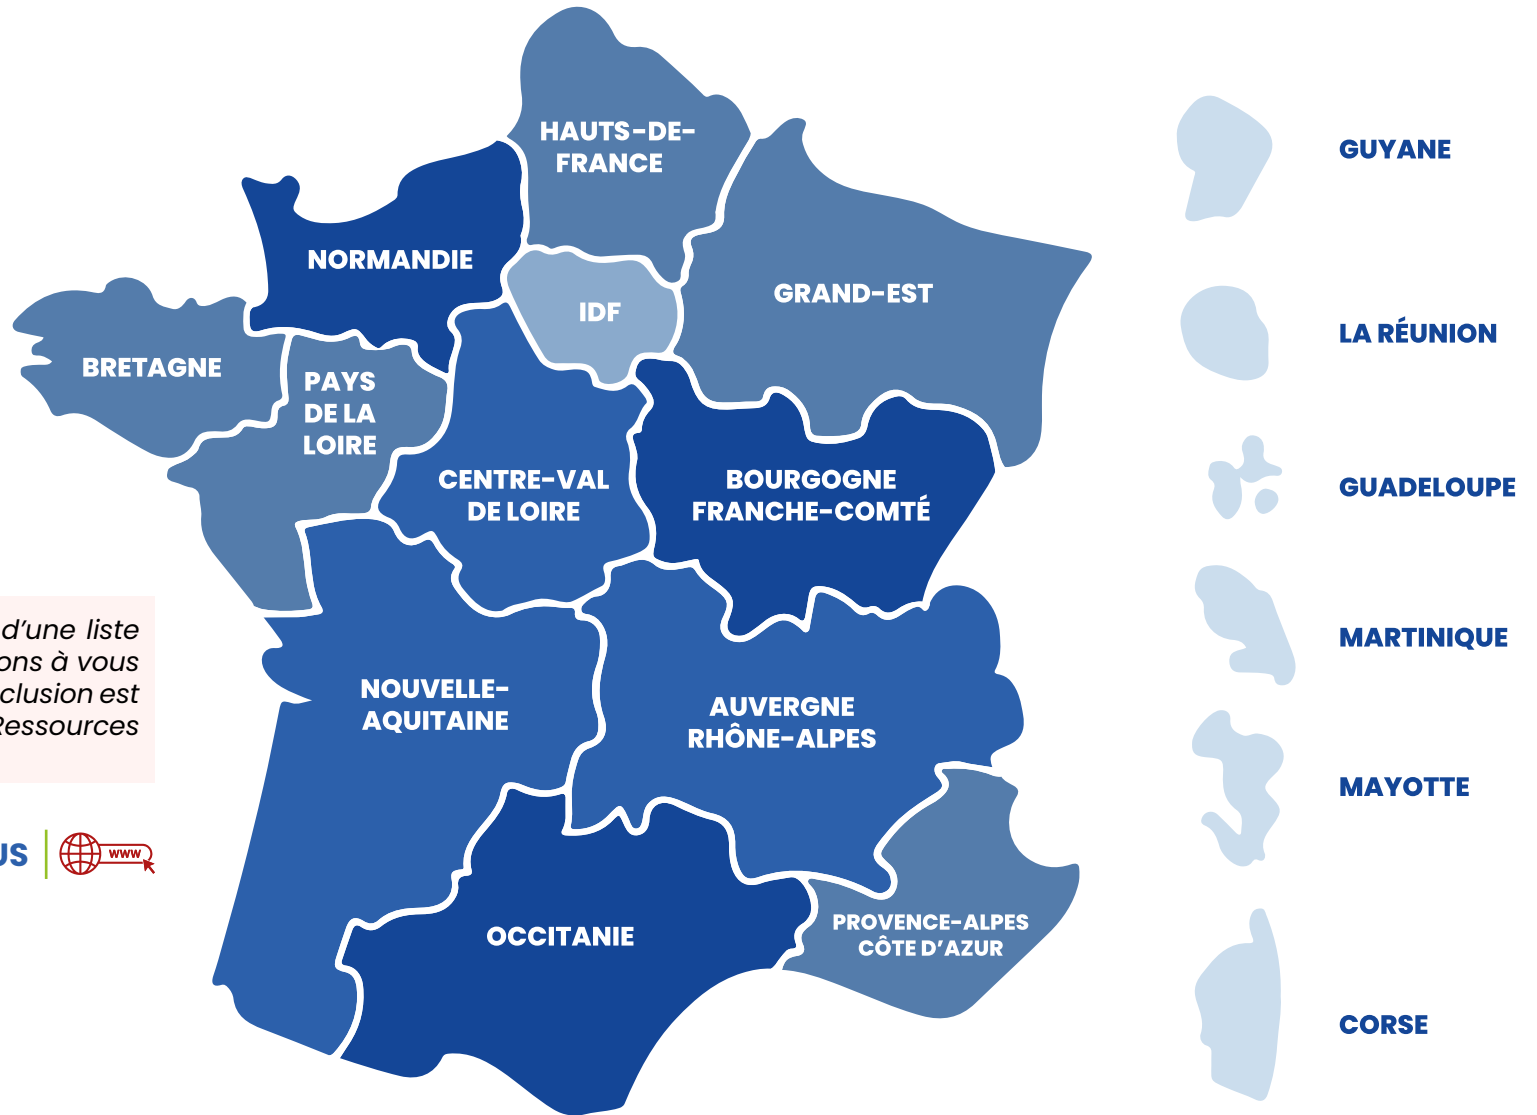 HAUTS-DE-
FRANCE
NORMANDIE
IDF
GRAND-EST
BRETAGNE
PAYS
DE LA
LOIRE
CENTRE-VAL
DE LOIRE
BOURGOGNE
FRANCHE-COMTÉ
NOUVELLE-
AQUITAINE
AUVERGNE
RHÔNE-ALPES
OCCITANIE
PROVENCE-ALPES
CÔTE D'AZUR
GUYANE
LA RÉUNION
GUADELOUPE
MARTINIQUE
MAYOTTE
CORSE
d'une liste
ons à vous
clusion est
Ressources
US
www